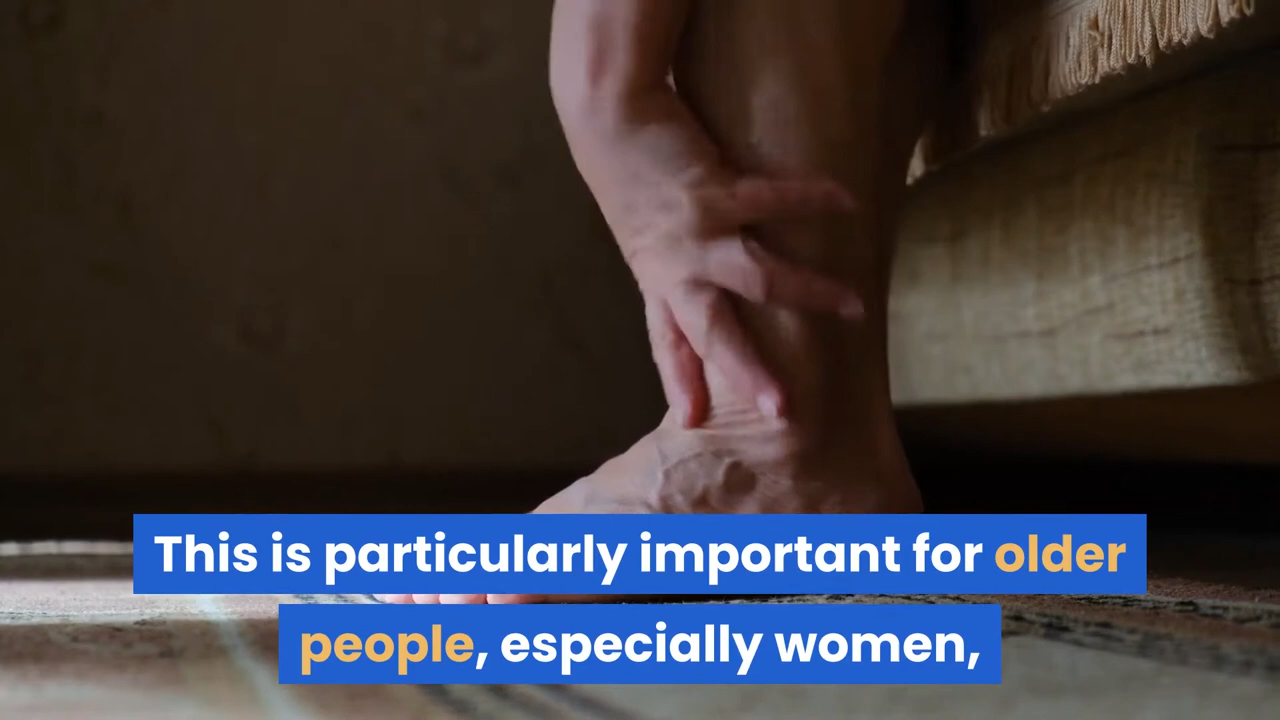 This is particularly important for older
people, especially women,